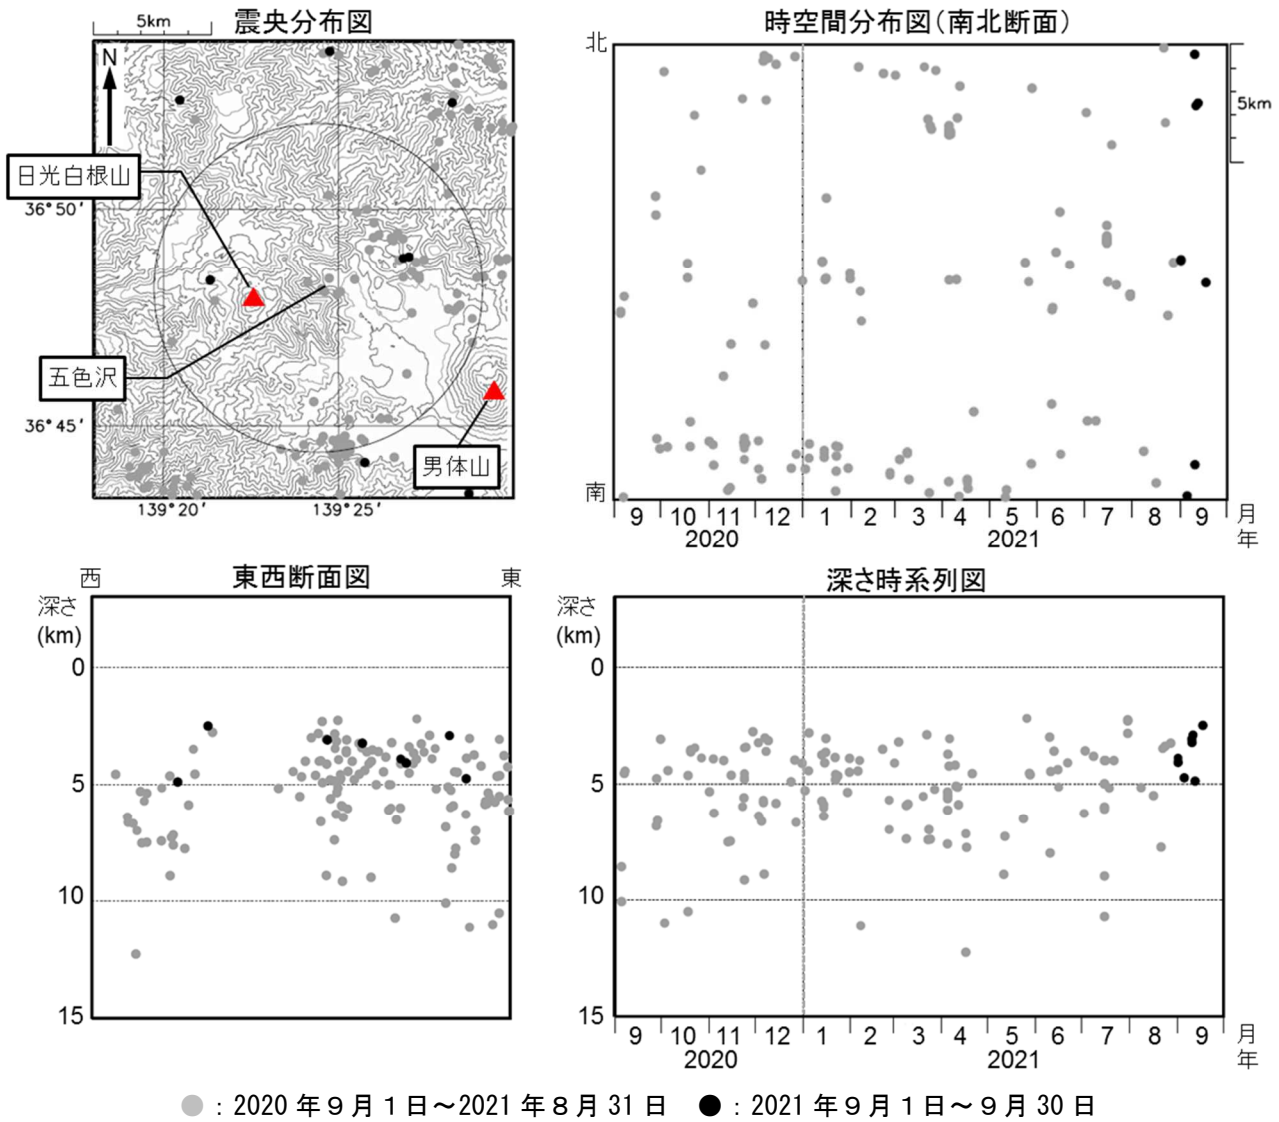 震央分布図
5km
N
日光白根山
36°50′
五色沢
36°45′
男体山
139°20′ 139°25′
時空間分布図（南北断面）
北
5km
南
9 10 11 12 1 2 3 4 5 6 7 8 9 月
2020 2021 年
東西断面図
西 東
深さ
(km)
0
5
10
15
深さ時系列図
深さ
(km)
0
5
10
15
9 10 11 12 1 2 3 4 5 6 7 8 9 月
2020 2021 年
：2020年９月１日～2021年８月31日 ：2021年９月１日～９月30日